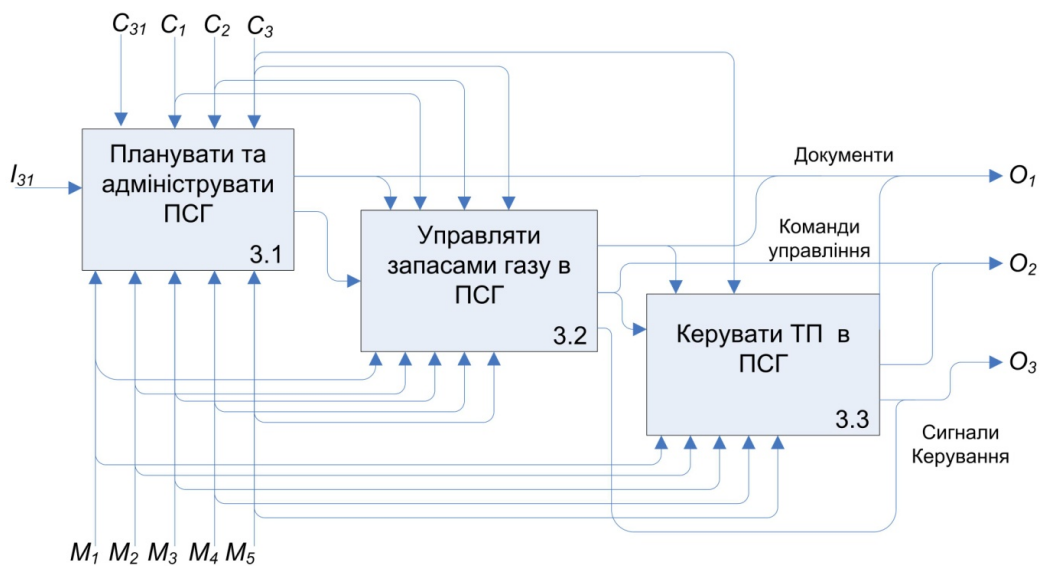 C31 C1 C2 C3
Планувати та
адмініструвати
ПСГ
3.1
I31
Документи
O1
Управляти
запасами газу в
ПСГ
3.2
Команди
управління
O2
Керувати ТП в
ПСГ
3.3
O3
Сигнали
Керування
M1 M2 M3 M4 M5